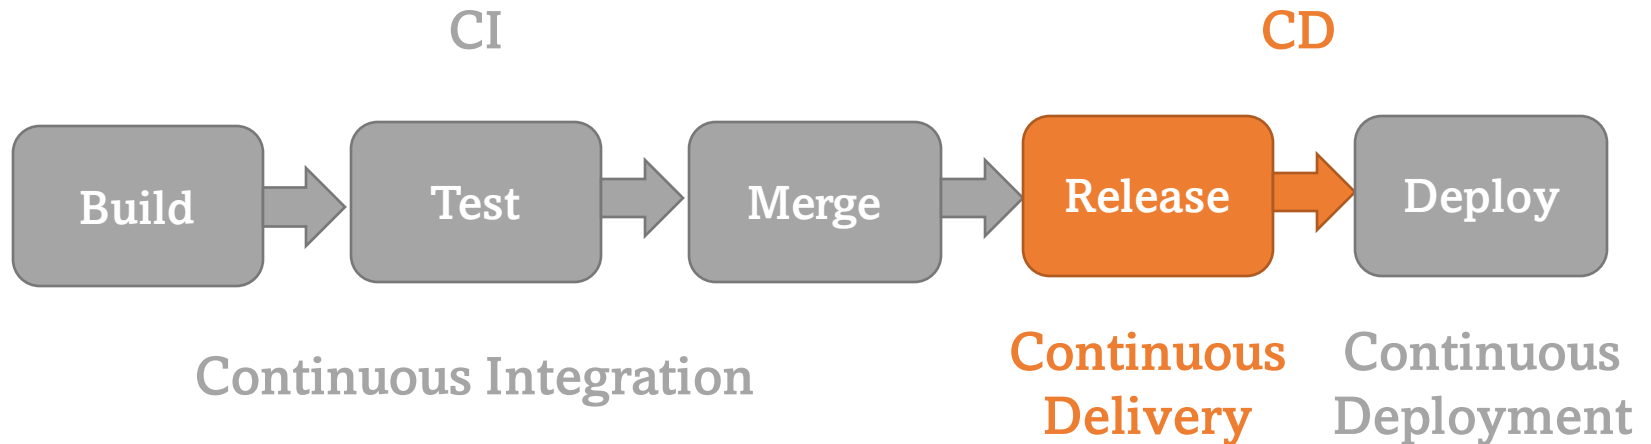 CI
CD
Build
Test
Merge
Release
Deploy
Continuous Integration
Continuous
Delivery
Continuous
Deployment